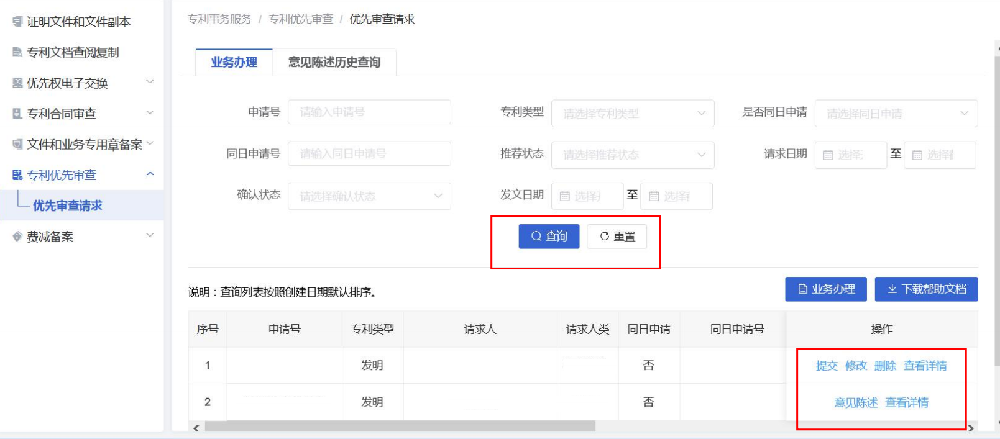 证明文件和文件副本
专利文档查阅复制
优先权电子交换
专利合同审查
文件和业务专用章备案
专利优先审查
优先审查请求
费减备案
专利事务服务 / 专利优先审查 / 优先审查请求
业务办理 意见陈述历史查询
申请号 请输入申请号 专利类型 请选择专利类型 是否同日申请 请选择同日申请
同日申请号 请输入同日申请号 推荐状态 请选择推荐状态 请求日期 选择 至 选择
确认状态 请选择确认状态 发文日期 选择 至 选择
查询 重置
说明：查询列表按照创建日期默认排序。
业务办理 下载帮助文档
序号 申请号 专利类型 请求人 请求人类 同日申请 同日申请号 操作
1 发明 否 提交 修改 删除 查看详情
2 发明 否 意见陈述 查看详情